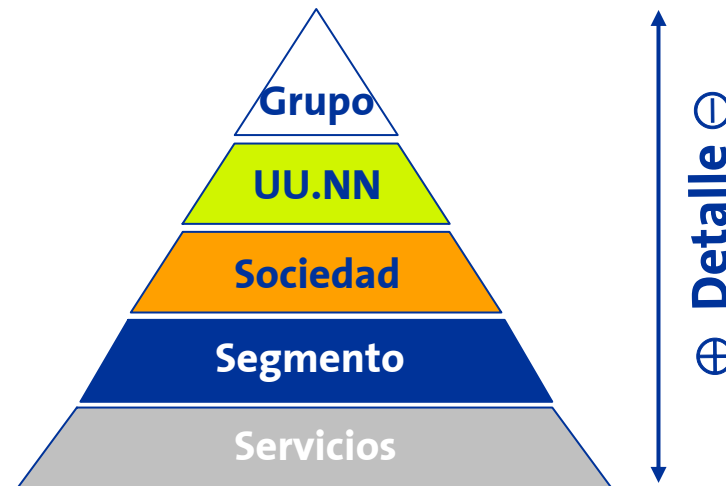 Grupo
UU.NN
Sociedad
Segmento
Servicios
⊕ Detalle ⊖